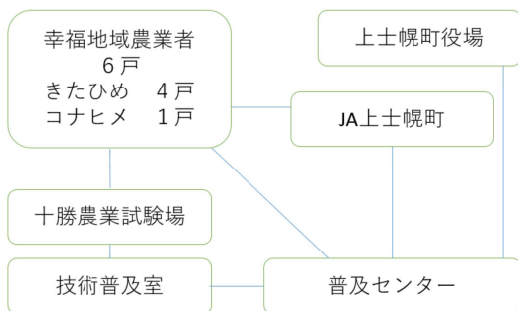 幸福地域農業者
6戸
きたひめ　4戸
コナヒメ　1戸
上士幌町役場
JA上士幌町
十勝農業試験場
技術普及室
普及センター